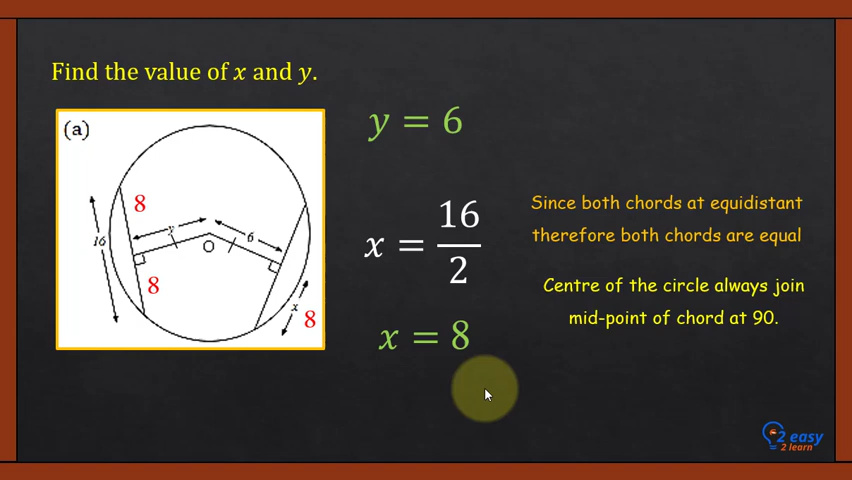 Find the value of x and y.
(a)
8
y
6
16
O
8
x
8
y = 6
x = 16/2
x = 8
Since both chords at equidistant
therefore both chords are equal
Centre of the circle always join
mid-point of chord at 90.
2 easy
2 learn